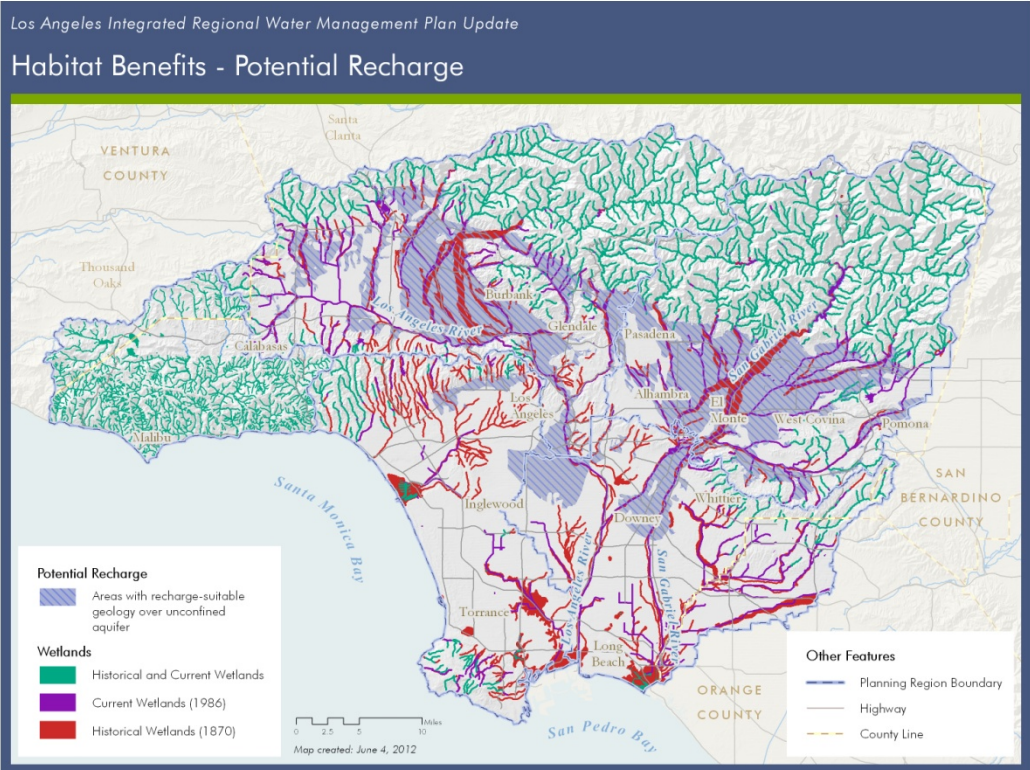 Los Angeles Integrated Regional Water Management Plan Update
Habitat Benefits - Potential Recharge
Santa
Clarita
VENTURA
COUNTY
Thousand
Oaks
Burbank
Los Angeles River
Glendale
Pasadena
San Gabriel River
Calabasas
Alhambra
Los
Angeles
El
Monte
West Covina
Pomona
Malibu
SAN
BERNARDINO
COUNTY
Santa Monica Bay
Inglewood
Whittier
Downey
Los Angeles River
San Gabriel River
Torrance
Long
Beach
ORANGE
COUNTY
San Pedro Bay
Potential Recharge
Areas with recharge-suitable
geology over unconfined
aquifer
Wetlands
Historical and Current Wetlands
Current Wetlands (1986)
Historical Wetlands (1870)
Miles
0 2.5 5 10
Map created: June 4, 2012
Other Features
Planning Region Boundary
Highway
County Line